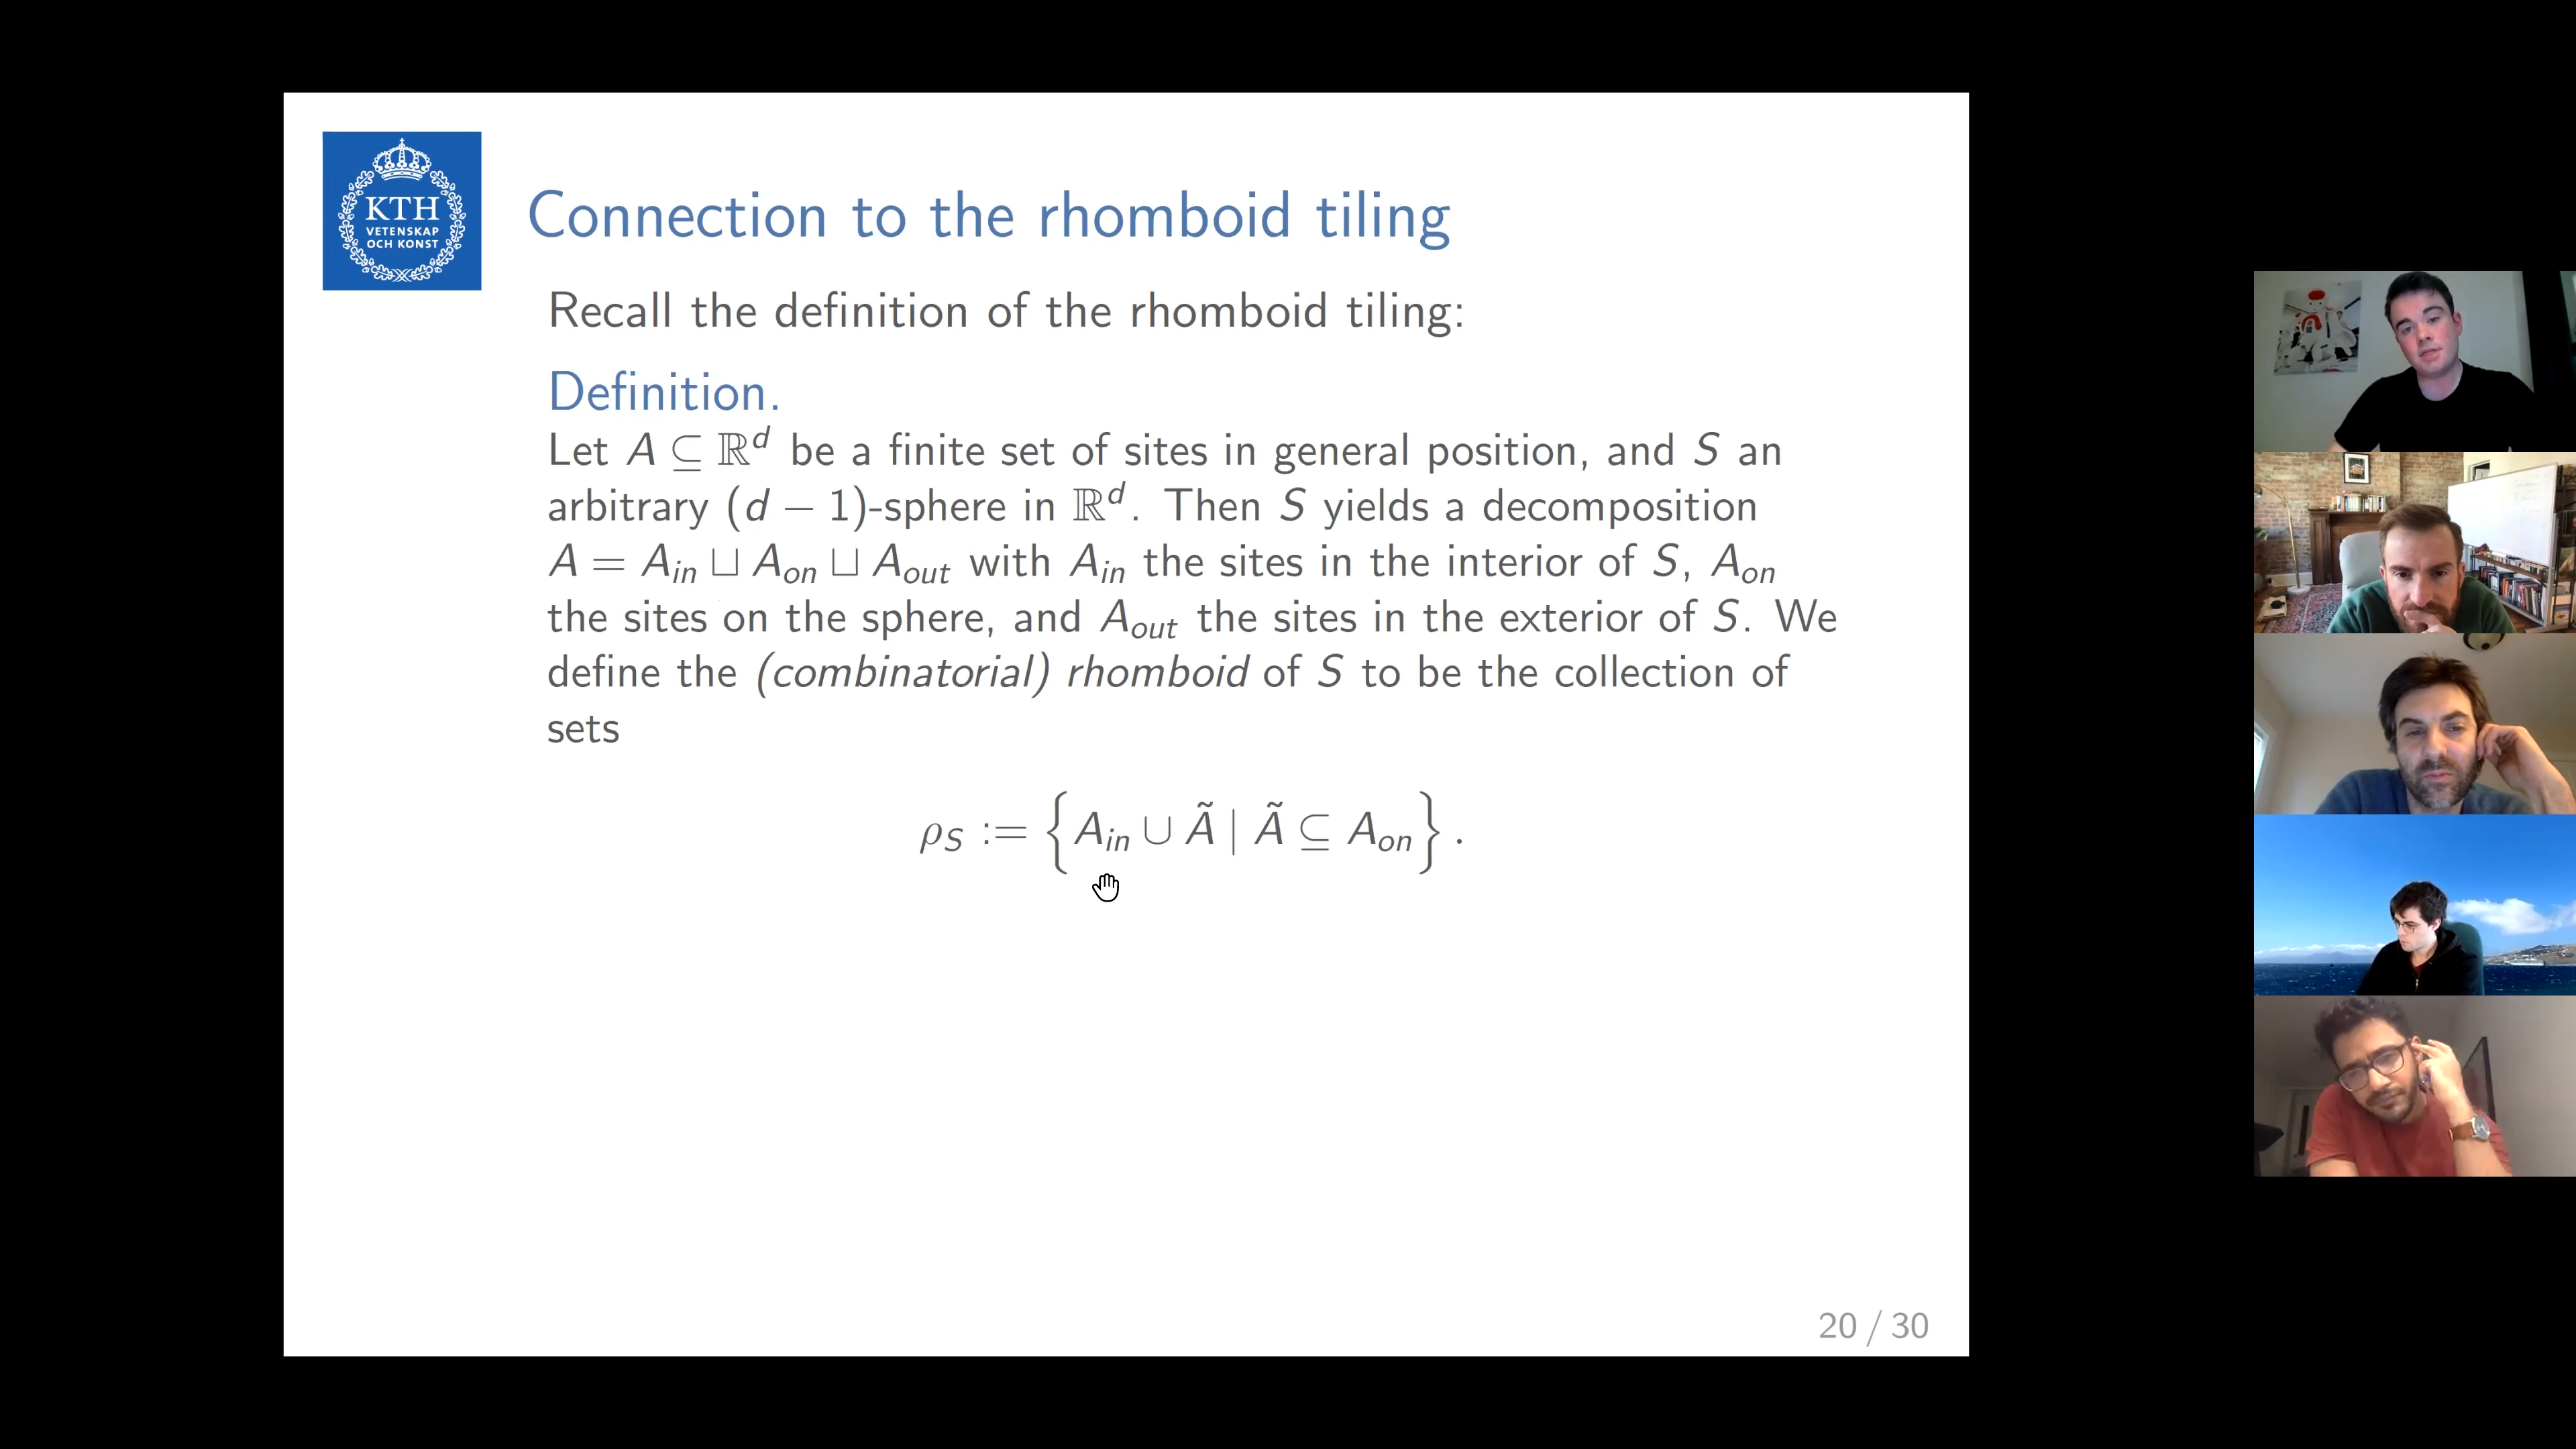 KTH
VETENSKAP
OCH KONST
Connection to the rhomboid tiling
Recall the definition of the rhomboid tiling:
Definition.
Let A ⊆ ℝ^d be a finite set of sites in general position, and S an
arbitrary (d − 1)-sphere in ℝ^d. Then S yields a decomposition
A = A_in ⊔ A_on ⊔ A_out with A_in the sites in the interior of S, A_on
the sites on the sphere, and A_out the sites in the exterior of S. We
define the (combinatorial) rhomboid of S to be the collection of
sets
ρ_S := { A_in ∪ Ã | Ã ⊆ A_on } .
20 / 30